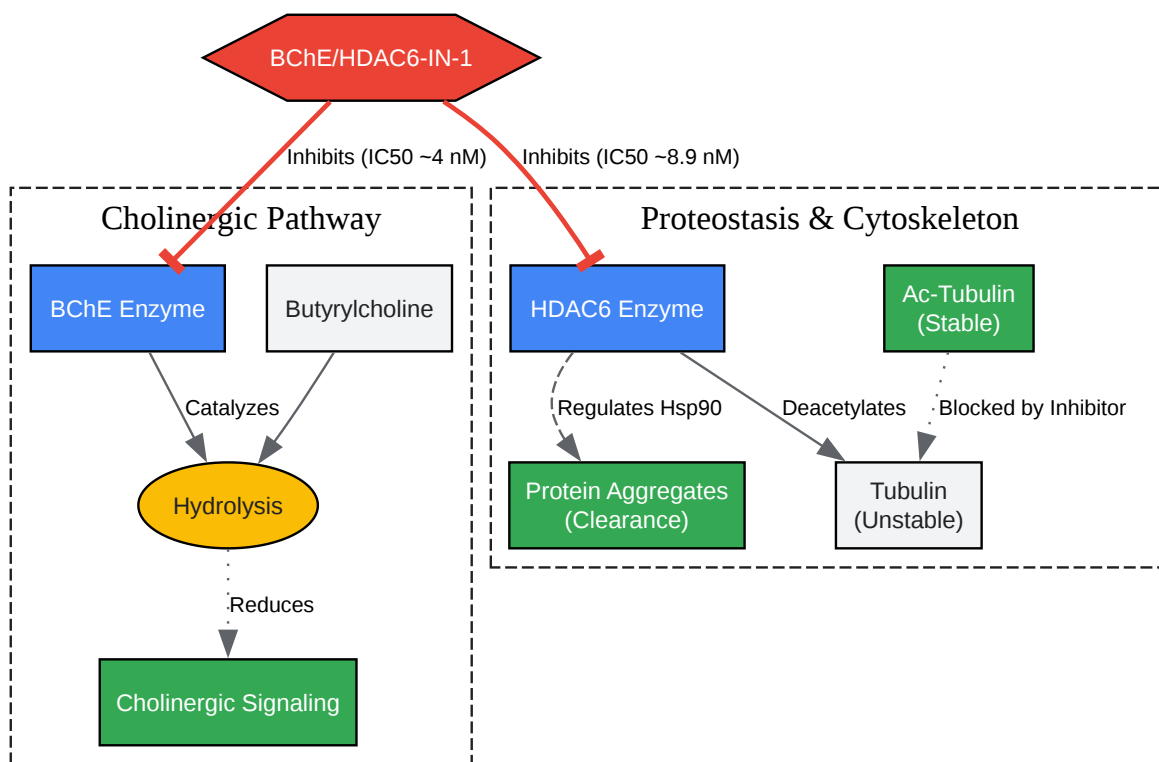 BChE/HDAC6-IN-1
Inhibits (IC50 ~4 nM)
Inhibits (IC50 ~8.9 nM)
Cholinergic Pathway
BChE Enzyme
Butyrylcholine
Catalyzes
Hydrolysis
Reduces
Cholinergic Signaling
Proteostasis & Cytoskeleton
HDAC6 Enzyme
Ac-Tubulin
(Stable)
Regulates Hsp90
Deacetylates
Blocked by Inhibitor
Protein Aggregates
(Clearance)
Tubulin
(Unstable)